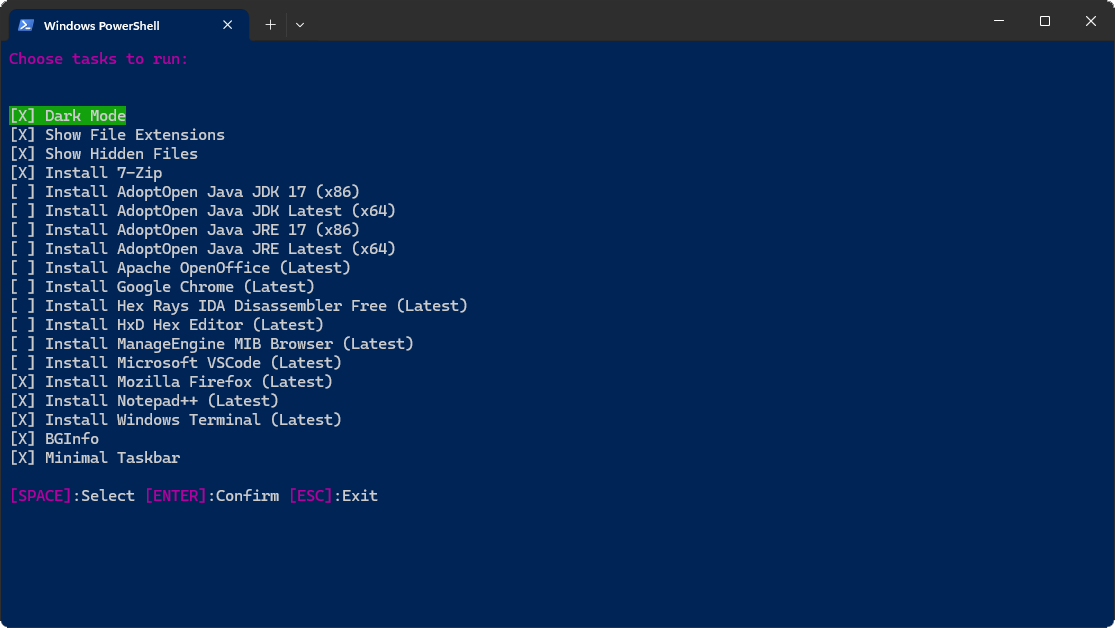 Windows PowerShell
Choose tasks to run:
[X] Dark Mode
[X] Show File Extensions
[X] Show Hidden Files
[X] Install 7-Zip
[ ] Install AdoptOpen Java JDK 17 (x86)
[ ] Install AdoptOpen Java JDK Latest (x64)
[ ] Install AdoptOpen Java JRE 17 (x86)
[ ] Install AdoptOpen Java JRE Latest (x64)
[ ] Install Apache OpenOffice (Latest)
[ ] Install Google Chrome (Latest)
[ ] Install Hex Rays IDA Disassembler Free (Latest)
[ ] Install HxD Hex Editor (Latest)
[ ] Install ManageEngine MIB Browser (Latest)
[ ] Install Microsoft VSCode (Latest)
[X] Install Mozilla Firefox (Latest)
[X] Install Notepad++ (Latest)
[X] Install Windows Terminal (Latest)
[X] BGInfo
[X] Minimal Taskbar
[SPACE]:Select [ENTER]:Confirm [ESC]:Exit